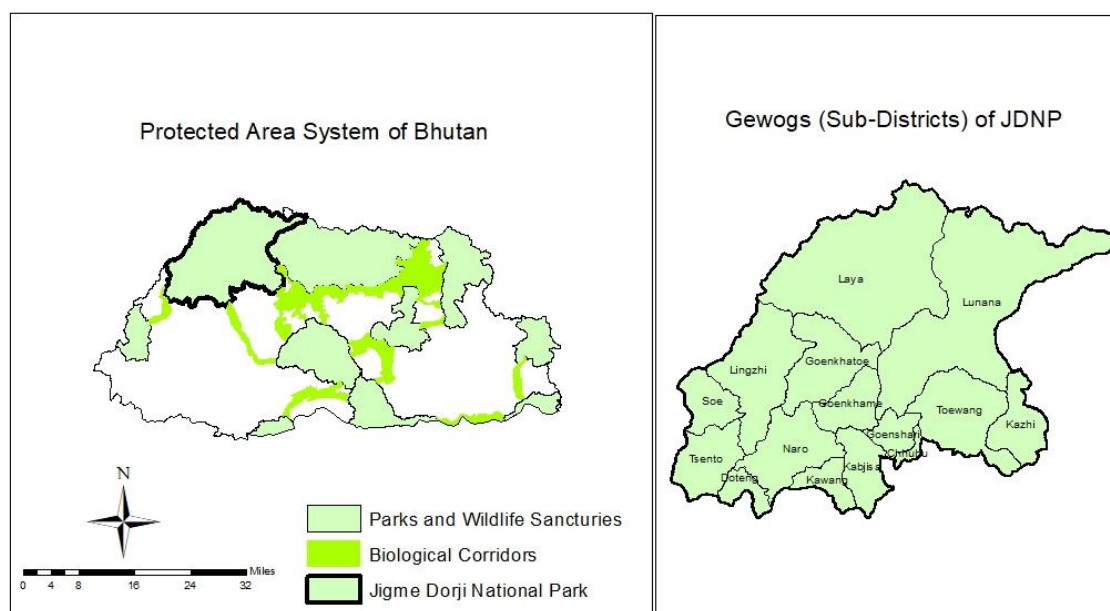 Protected Area System of Bhutan
N
0 2 4 8 16 24 32
Miles
Parks and Wildlife Sancturies
Biological Corridors
Jigme Dorji National Park
Gewogs (Sub-Districts) of JDNP
Laya
Lunana
Goenkhatoe
Lingzhi
Soe
Goenkhame
Toewang
Kazhi
Goenshari
Chhubu
Naro
Tsento
Doteng
Kawang
Kabjisa